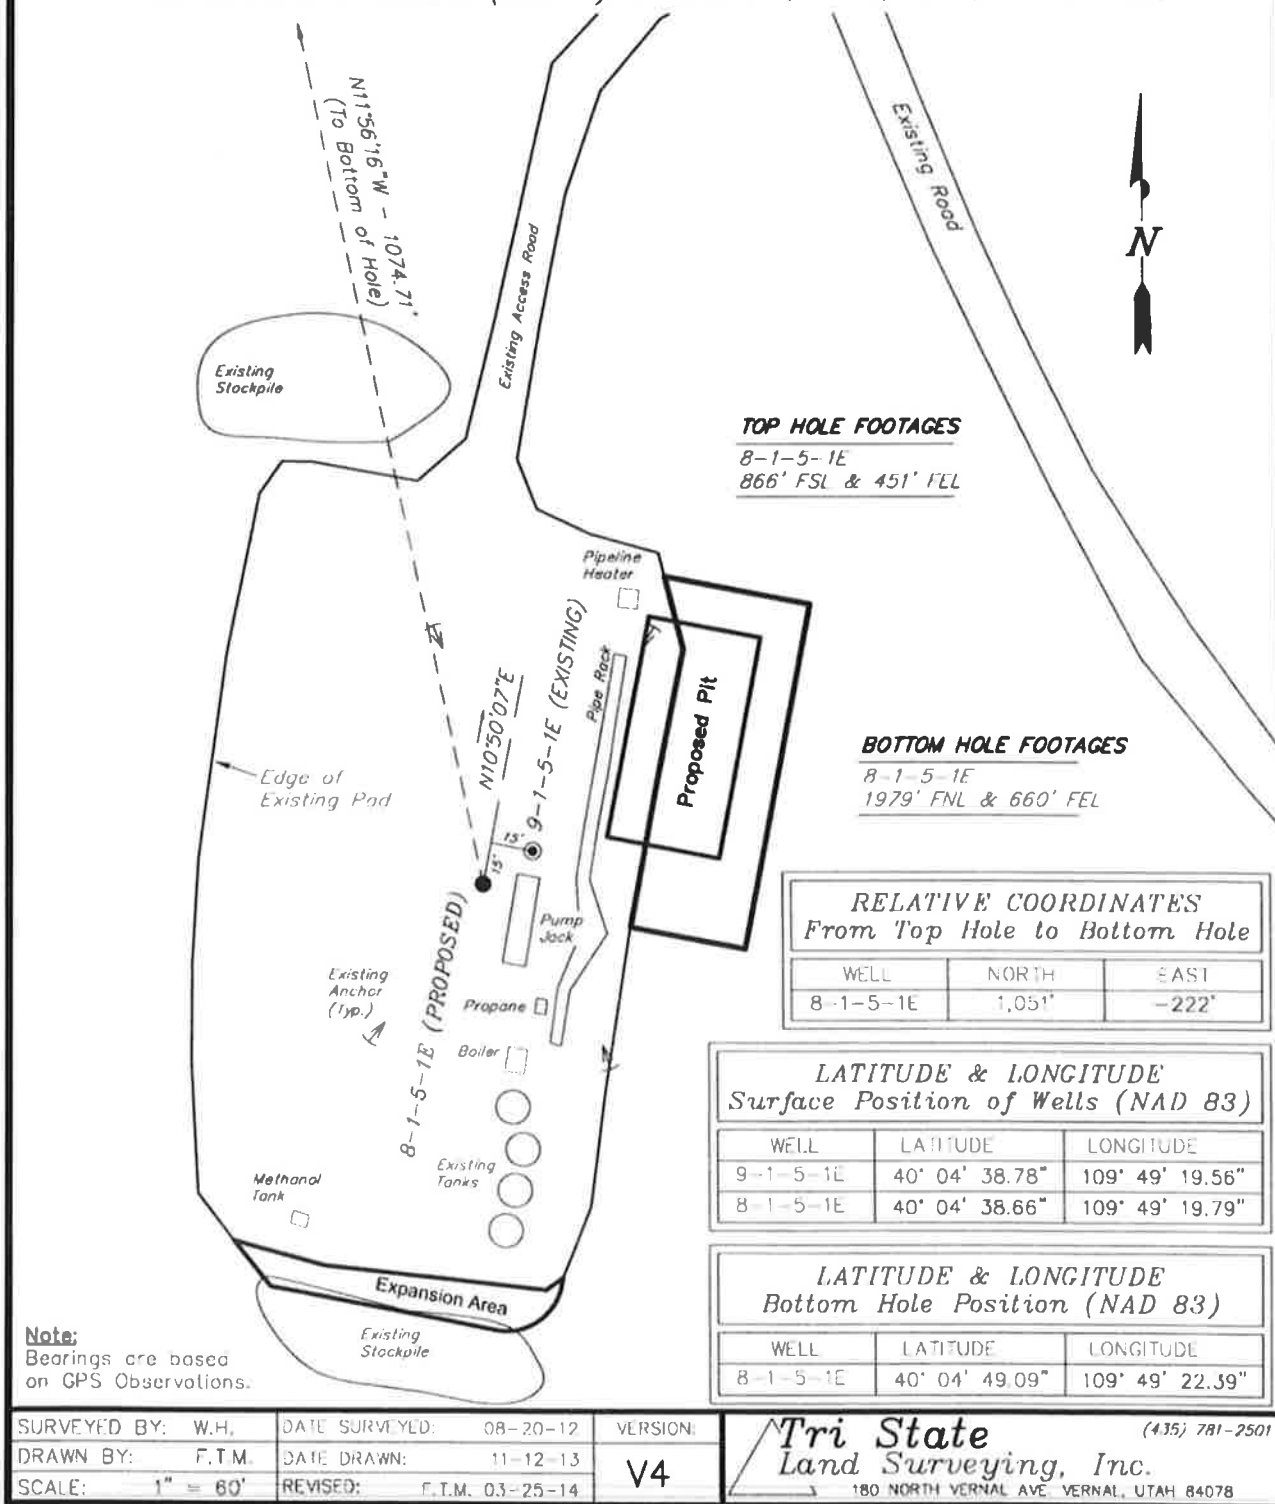 N11°56'16"W - 1074.71'
(To Bottom of Hole)
Existing Road
N
Existing Access Road
Existing
Stockpile
TOP HOLE FOOTAGES
8-1-5-1E
866' FSL & 451' FEL
Pipeline
Heater
9-1-5-1E (EXISTING)
Pipe Rack
N10°50'07"E
Proposed Pit
BOTTOM HOLE FOOTAGES
8-1-5-1E
1979' FNL & 660' FEL
Edge of
Existing Pad
15'
15'
8-1-5-1E (PROPOSED)
Pump
Jack
Existing
Anchor
(Typ.)
Propane
Boiler
Existing
Tanks
Methanol
Tank
Expansion Area
Existing
Stockpile
RELATIVE COORDINATES
From Top Hole to Bottom Hole
WELL NORTH EAST
8-1-5-1E 1,051' -222'
LATITUDE & LONGITUDE
Surface Position of Wells (NAD 83)
WELL LATITUDE LONGITUDE
9-1-5-1E 40° 04' 38.78" 109° 49' 19.56"
8-1-5-1E 40° 04' 38.66" 109° 49' 19.79"
LATITUDE & LONGITUDE
Bottom Hole Position (NAD 83)
WELL LATITUDE LONGITUDE
8-1-5-1E 40° 04' 49.09" 109° 49' 22.39"
Note:
Bearings are based
on GPS Observations.
SURVEYED BY: W.H. DATE SURVEYED: 08-20-12 VERSION:
DRAWN BY: F.T.M. DATE DRAWN: 11-12-13
V4
SCALE: 1" = 60' REVISED: F.T.M. 03-25-14
Tri State (435) 781-2501
Land Surveying, Inc.
180 NORTH VERNAL AVE. VERNAL, UTAH 84078